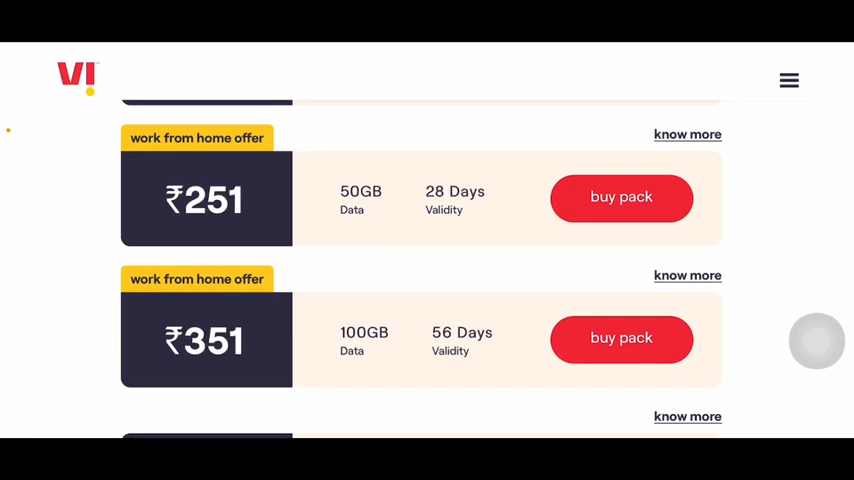 VI
know more
work from home offer
₹251
50GB
28 Days
Data
Validity
buy pack
know more
work from home offer
₹351
100GB
56 Days
Data
Validity
buy pack
know more